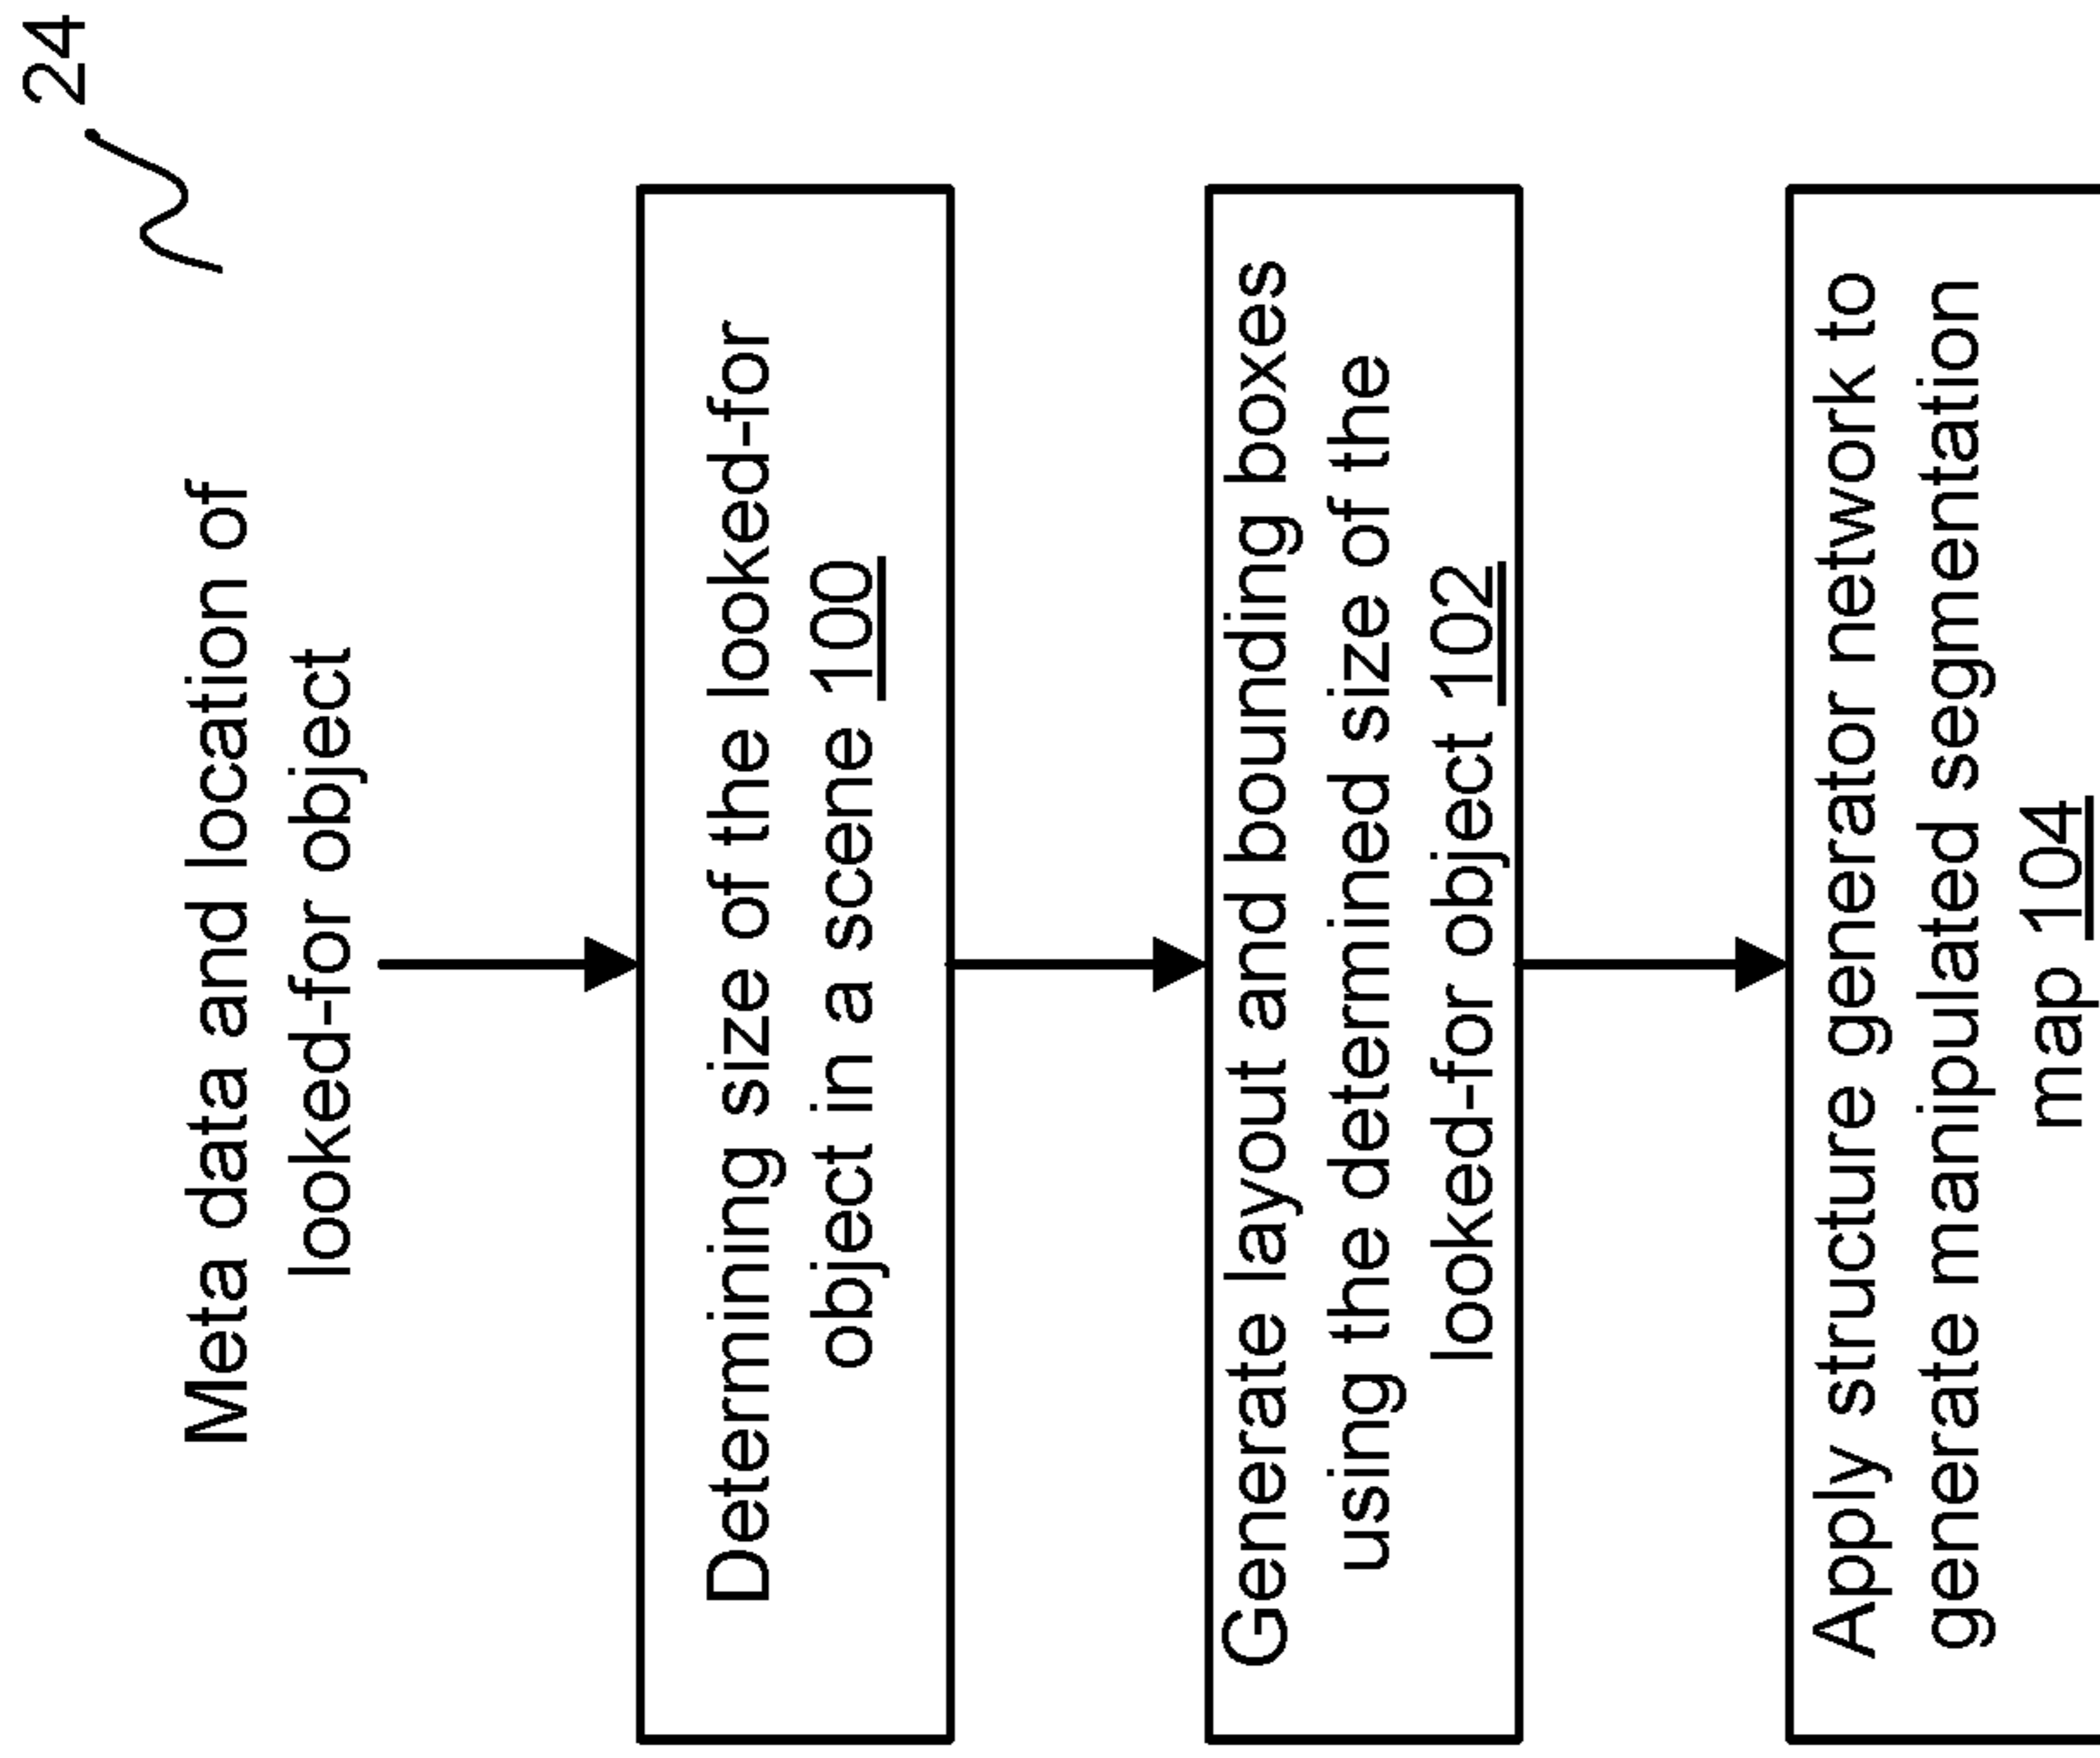 24
Meta data and location of
looked-for object
Determining size of the looked-for
object in a scene 100
Generate layout and bounding boxes
using the determined size of the
looked-for object 102
Apply structure generator network to
generate manipulated segmentation
map 104